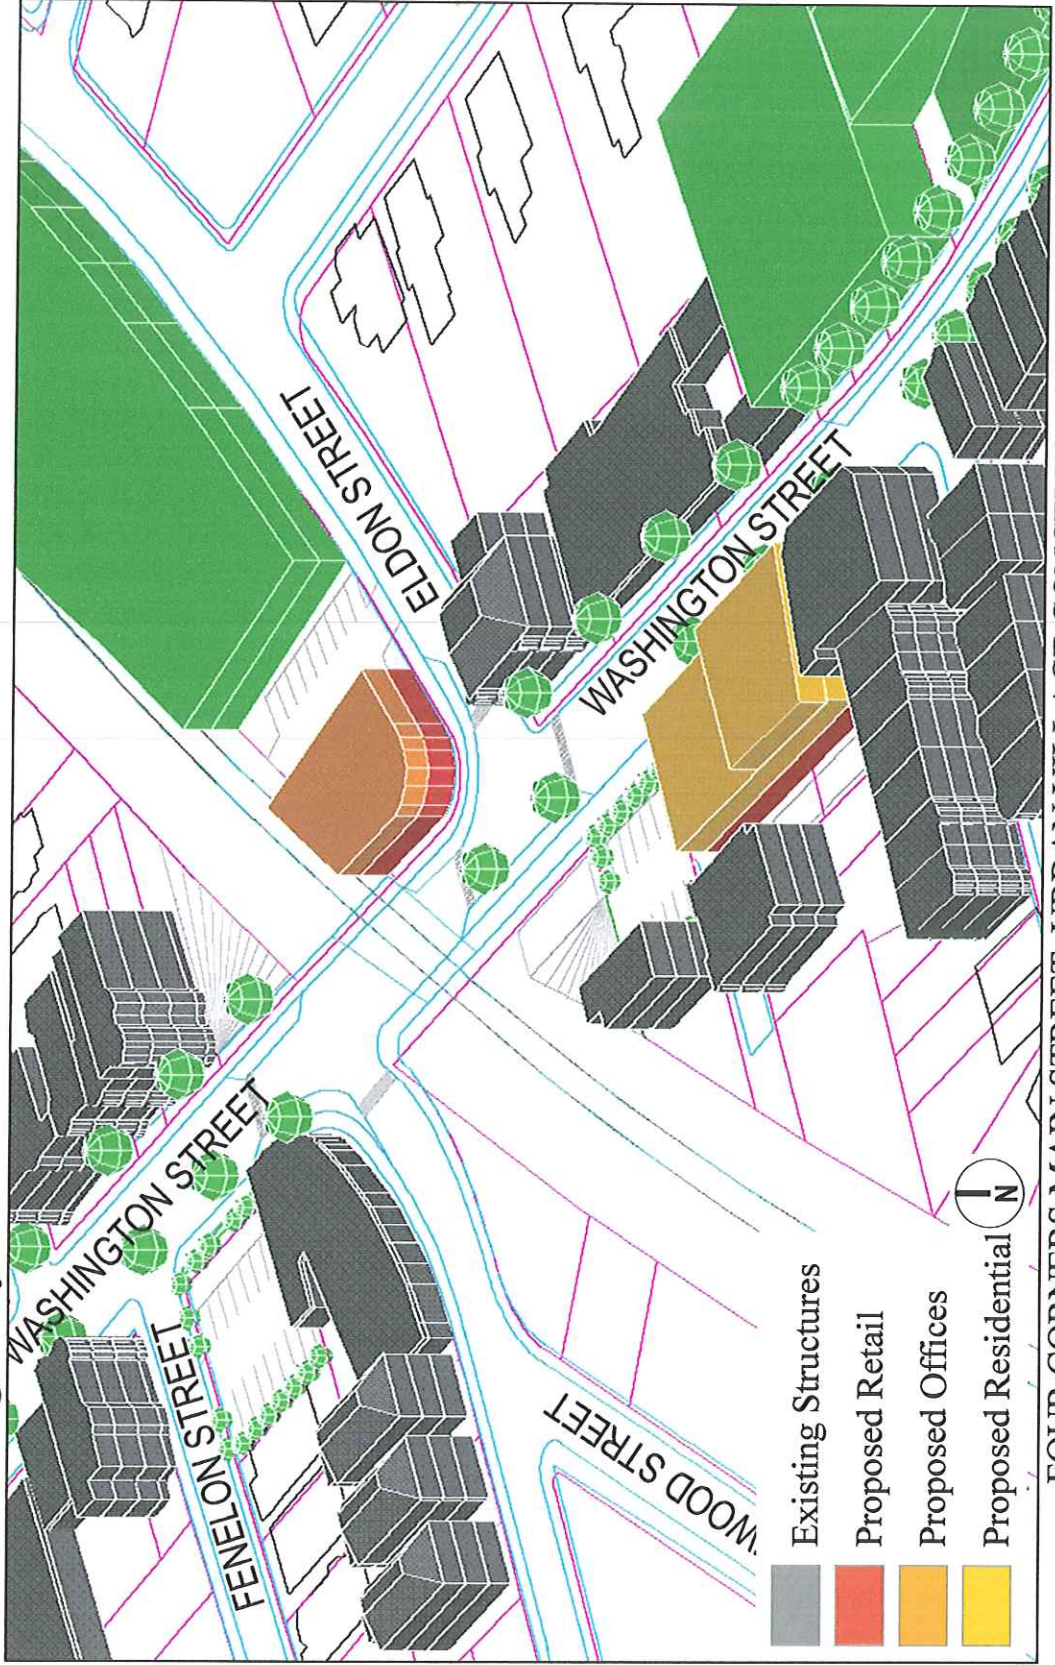 WASHINGTON STREET
FENELON STREET
ELDON STREET
WASHINGTON STREET
WOOD STREET
Existing Structures
Proposed Retail
Proposed Offices
Proposed Residential
N